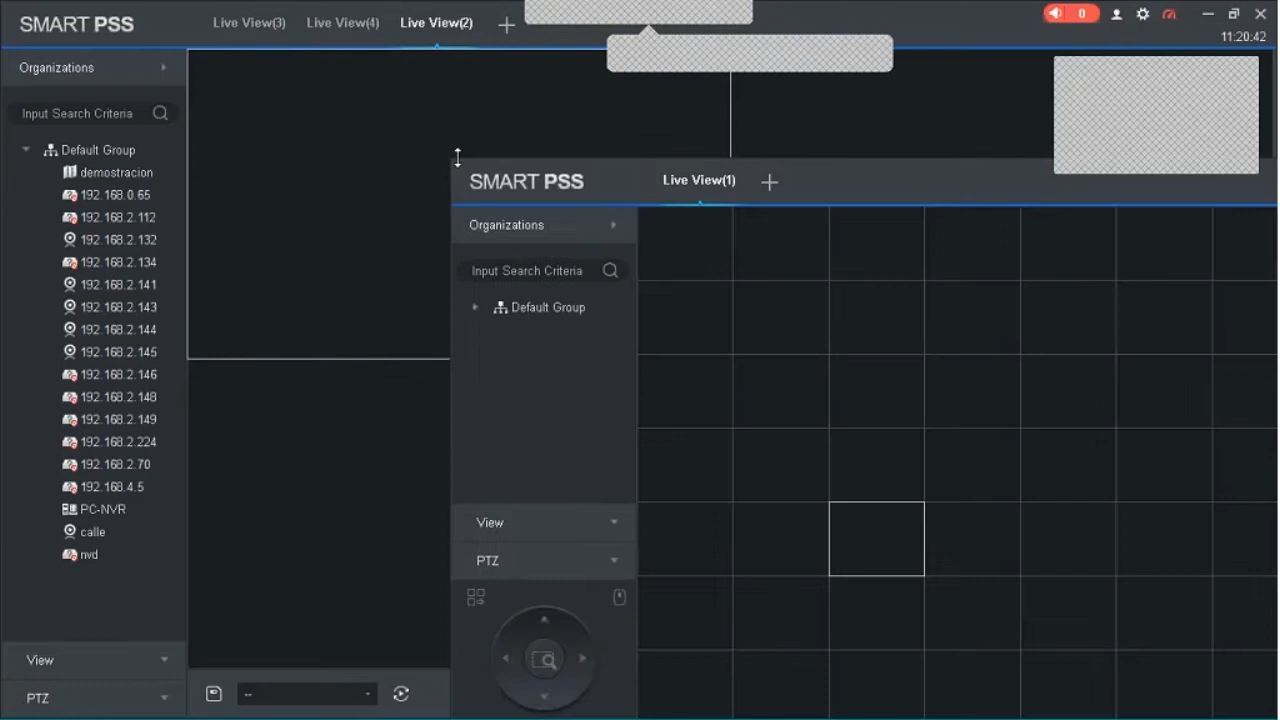 SMART PSS
Live View(3)
Live View(4)
Live View(2)
0
11:20:42
Organizations
Input Search Criteria
Default Group
demostracion
192.168.0.65
192.168.2.112
192.168.2.132
192.168.2.134
192.168.2.141
192.168.2.143
192.168.2.144
192.168.2.145
192.168.2.146
192.168.2.148
192.168.2.149
192.168.2.224
192.168.2.70
192.168.4.5
PC-NVR
calle
nvd
View
PTZ
--
SMART PSS
Live View(1)
Organizations
Input Search Criteria
Default Group
View
PTZ